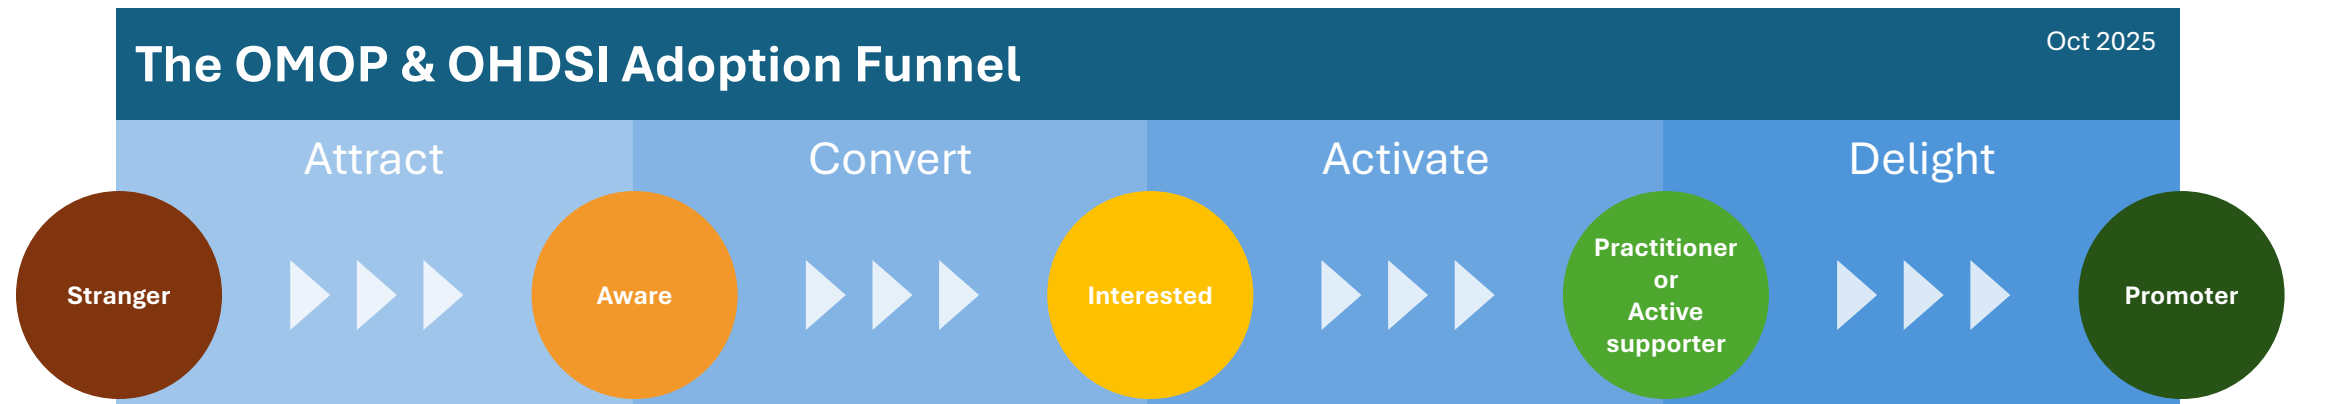 The OMOP & OHDSI Adoption Funnel
Oct 2025
Attract
Convert
Activate
Delight
Stranger
Aware
Interested
Practitioner
or
Active
supporter
Promoter